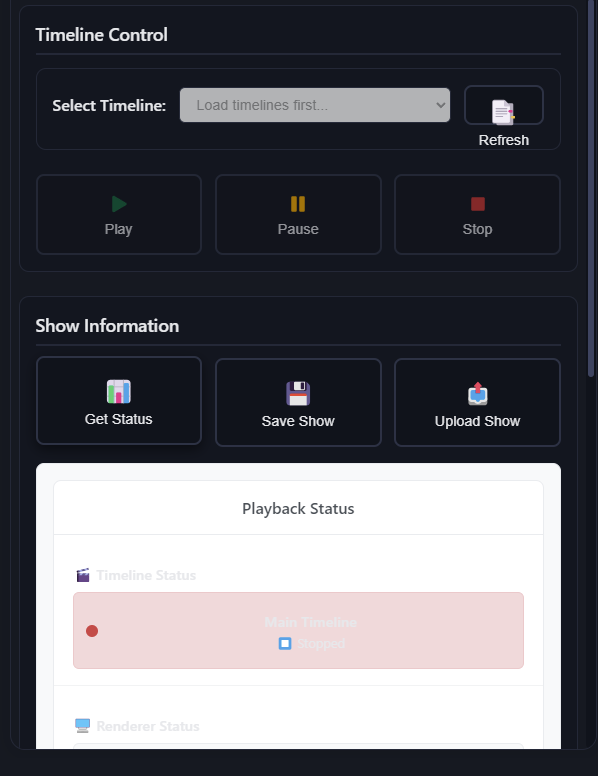 Timeline Control
Select Timeline:
Load timelines first...
Refresh
Play
Pause
Stop
Show Information
Get Status
Save Show
Upload Show
Playback Status
Timeline Status
Main Timeline
Stopped
Renderer Status